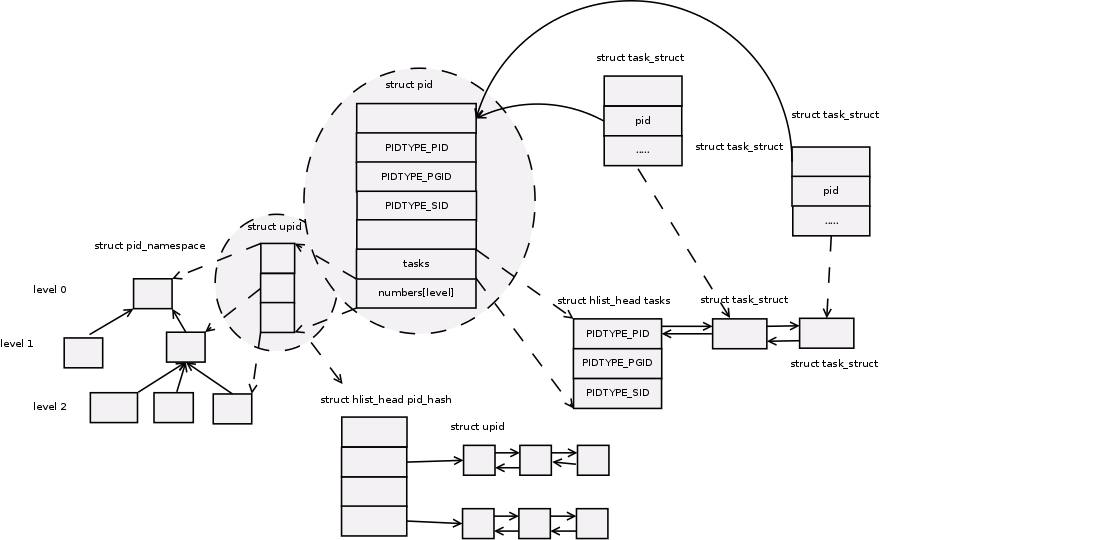 struct task_struct
struct pid
struct task_struct
pid
PIDTYPE_PID
struct task_struct
.....
PIDTYPE_PGID
pid
PIDTYPE_SID
.....
struct upid
struct pid_namespace
tasks
level 0
numbers[level]
struct hlist_head tasks
struct task_struct
PIDTYPE_PID
level 1
PIDTYPE_PGID
struct task_struct
PIDTYPE_SID
struct hlist_head pid_hash
level 2
struct upid